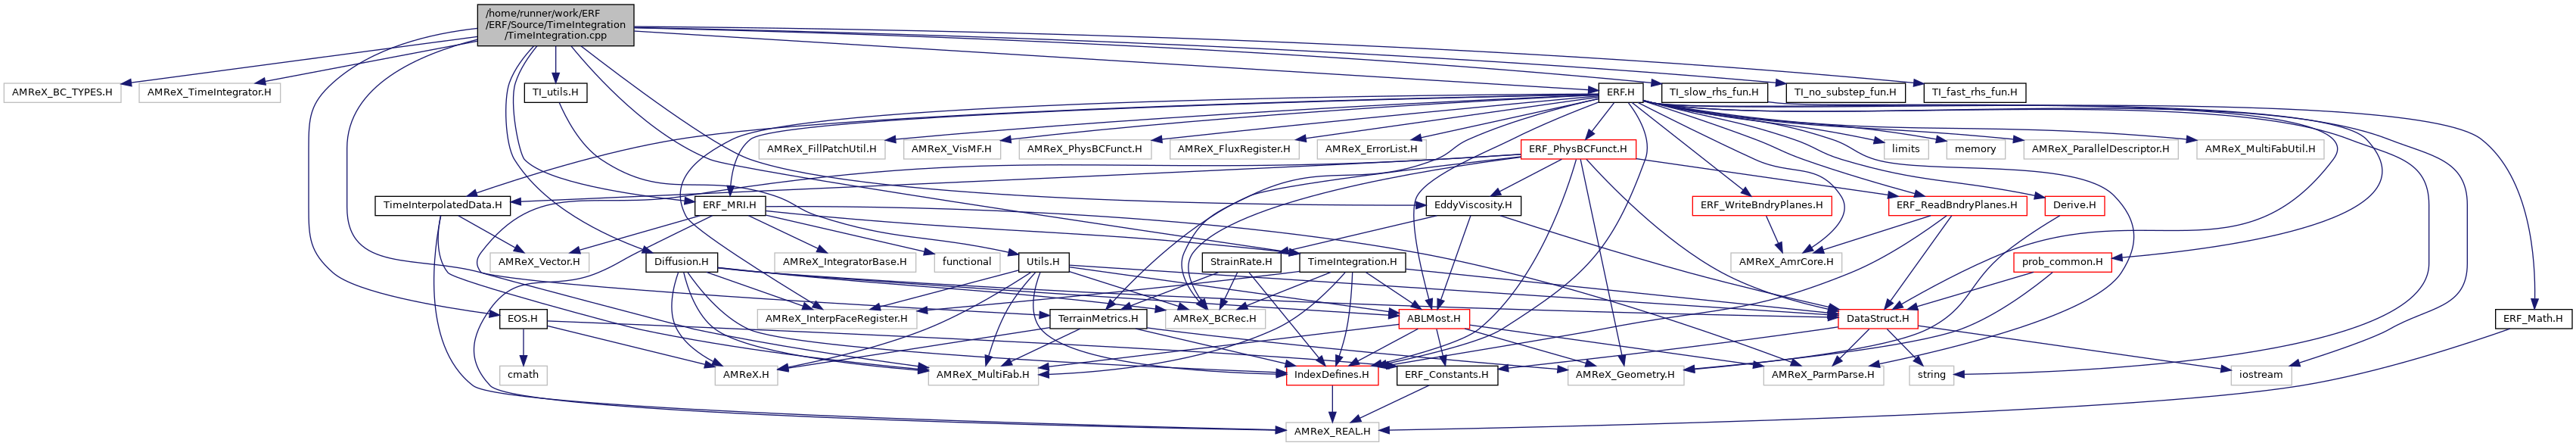 /home/runner/work/ERF
/ERF/Source/TimeIntegration
/TimeIntegration.cpp
AMReX_BC_TYPES.H
AMReX_TimeIntegrator.H
TI_utils.H
ERF.H
TI_slow_rhs_fun.H
TI_no_substep_fun.H
TI_fast_rhs_fun.H
AMReX_FillPatchUtil.H
AMReX_VisMF.H
AMReX_PhysBCFunct.H
AMReX_FluxRegister.H
AMReX_ErrorList.H
ERF_PhysBCFunct.H
limits
memory
AMReX_ParallelDescriptor.H
AMReX_MultiFabUtil.H
TimeInterpolatedData.H
ERF_MRI.H
EddyViscosity.H
ERF_WriteBndryPlanes.H
ERF_ReadBndryPlanes.H
Derive.H
AMReX_Vector.H
Diffusion.H
AMReX_IntegratorBase.H
functional
Utils.H
StrainRate.H
TimeIntegration.H
AMReX_AmrCore.H
prob_common.H
EOS.H
AMReX_InterpFaceRegister.H
TerrainMetrics.H
AMReX_BCRec.H
ABLMost.H
DataStruct.H
ERF_Math.H
cmath
AMReX.H
AMReX_MultiFab.H
IndexDefines.H
ERF_Constants.H
AMReX_Geometry.H
AMReX_ParmParse.H
string
iostream
AMReX_REAL.H